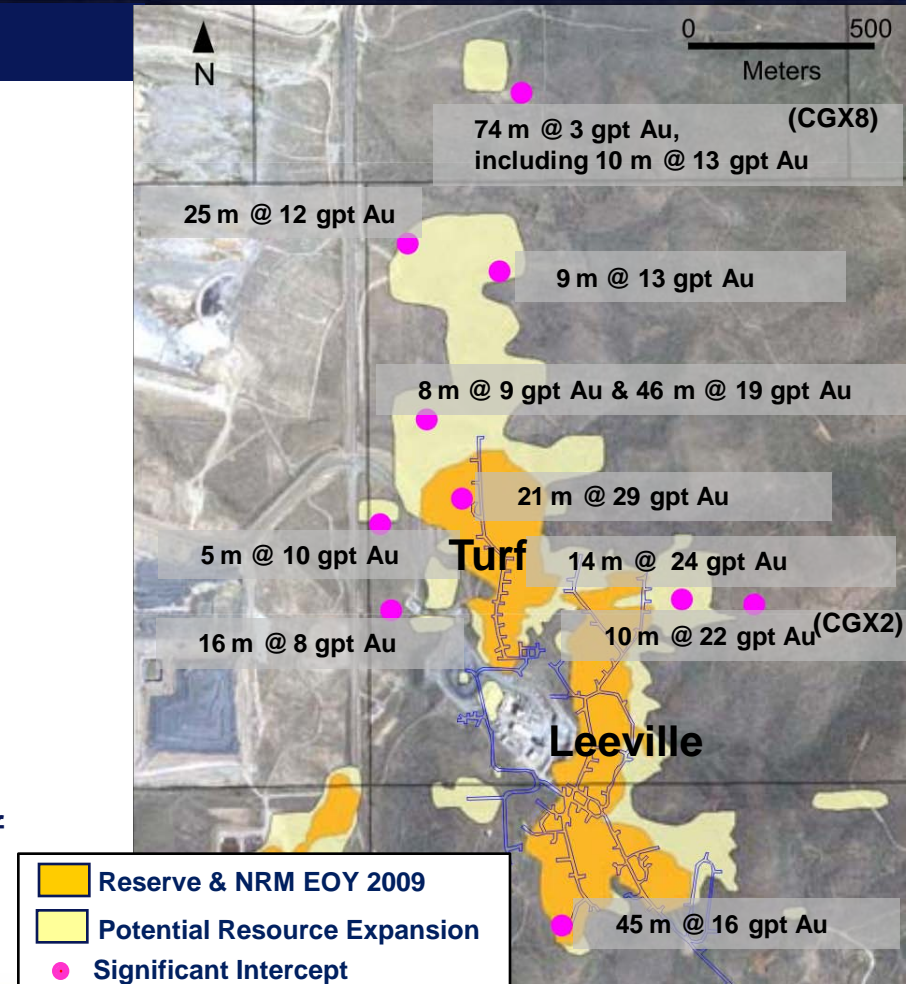 N
0 500
Meters
(CGX8)
74 m @ 3 gpt Au,
including 10 m @ 13 gpt Au
25 m @ 12 gpt Au
9 m @ 13 gpt Au
8 m @ 9 gpt Au & 46 m @ 19 gpt Au
21 m @ 29 gpt Au
5 m @ 10 gpt Au
Turf
14 m @ 24 gpt Au
16 m @ 8 gpt Au
10 m @ 22 gpt Au
(CGX2)
Leeville
45 m @ 16 gpt Au
Reserve & NRM EOY 2009
Potential Resource Expansion
Significant Intercept